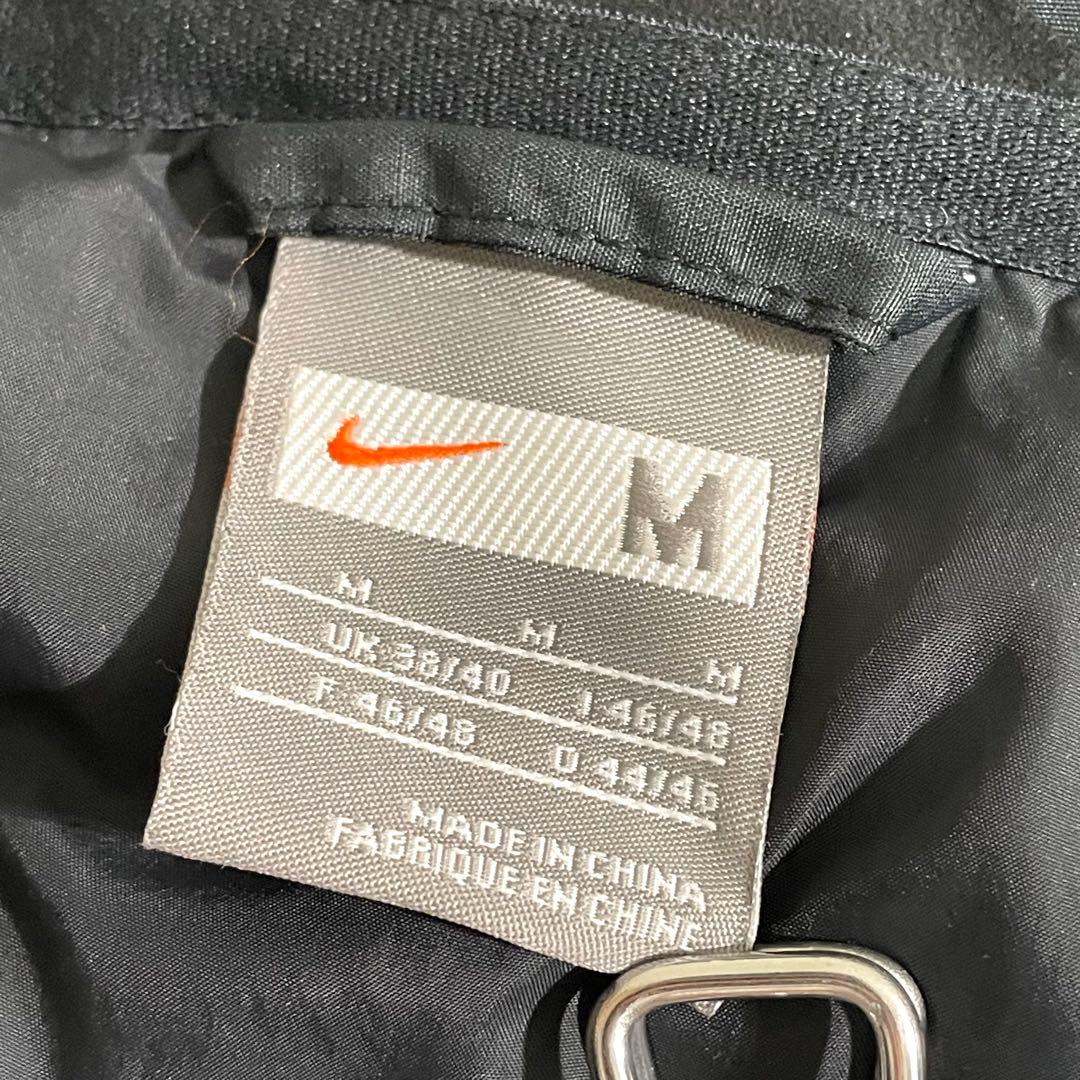 M
M M M
UK.38/40 I.46/48
F.46/48 D.44/46
MADE IN CHINA
FABRIQUE EN CHINE